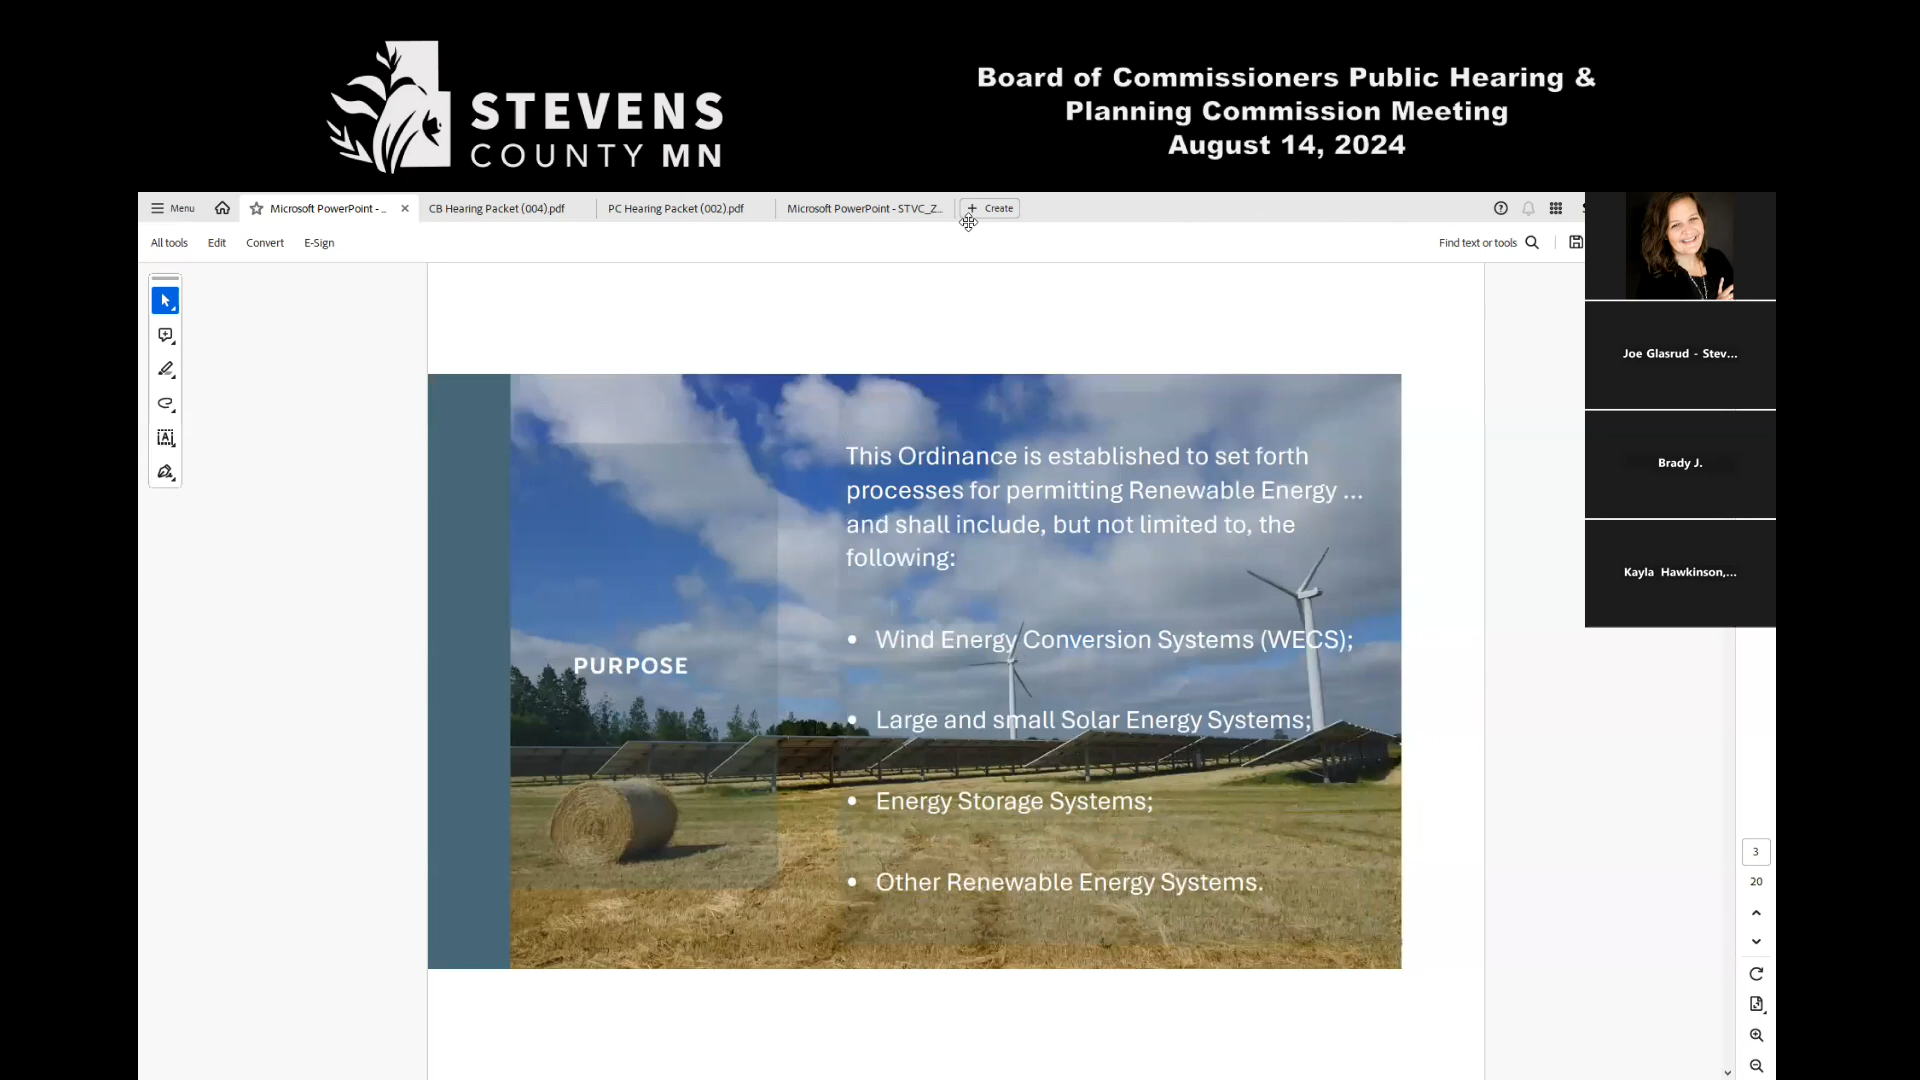 STEVENS
COUNTY MN
Board of Commissioners Public Hearing &
Planning Commission Meeting
August 14, 2024
Menu
Microsoft PowerPoint - ...
CB Hearing Packet (004).pdf
PC Hearing Packet (002).pdf
Microsoft PowerPoint - STVC_Z...
Create
All tools
Edit
Convert
E-Sign
Find text or tools
Joe Glasrud - Stev...
Brady J.
Kayla Hawkinson,...
PURPOSE
This Ordinance is established to set forth
processes for permitting Renewable Energy ...
and shall include, but not limited to, the
following:
• Wind Energy Conversion Systems (WECS);
• Large and small Solar Energy Systems;
• Energy Storage Systems;
• Other Renewable Energy Systems.
3
20